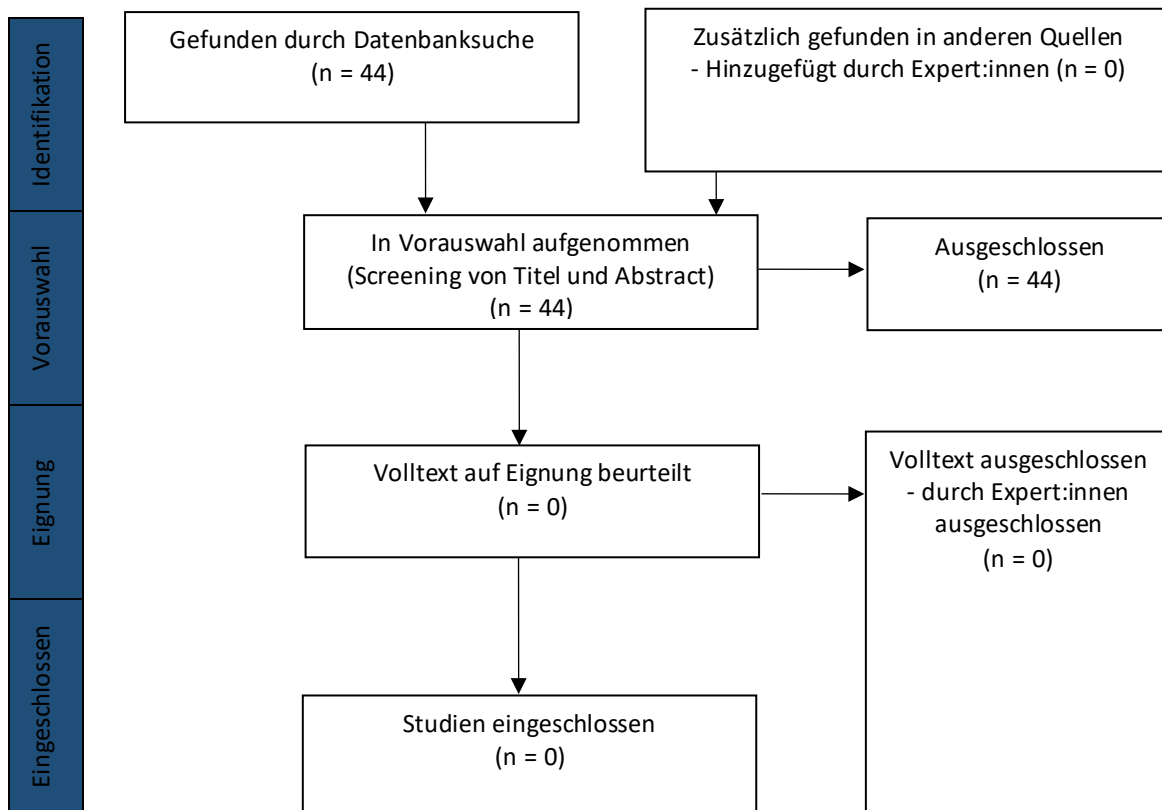 Identifikation
Gefunden durch Datenbanksuche
(n = 44)
Zusätzlich gefunden in anderen Quellen
- Hinzugefügt durch Expert:innen (n = 0)
Vorauswahl
In Vorauswahl aufgenommen
(Screening von Titel und Abstract)
(n = 44)
Ausgeschlossen
(n = 44)
Eignung
Volltext auf Eignung beurteilt
(n = 0)
Volltext ausgeschlossen
- durch Expert:innen
ausgeschlossen
(n = 0)
Eingeschlossen
Studien eingeschlossen
(n = 0)